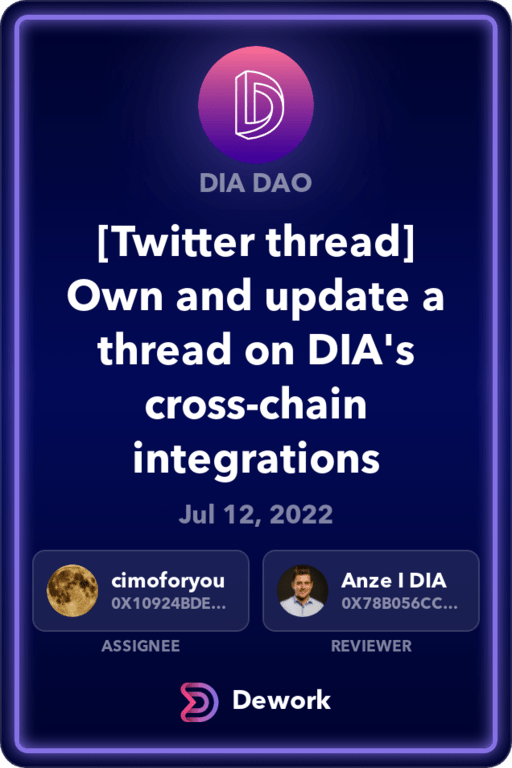 DIA DAO
[Twitter thread]
Own and update a
thread on DIA's
cross-chain
integrations
Jul 12, 2022
cimoforyou
0X10924BDE...
ASSIGNEE
Anze I DIA
0X78B056CC...
REVIEWER
Dework